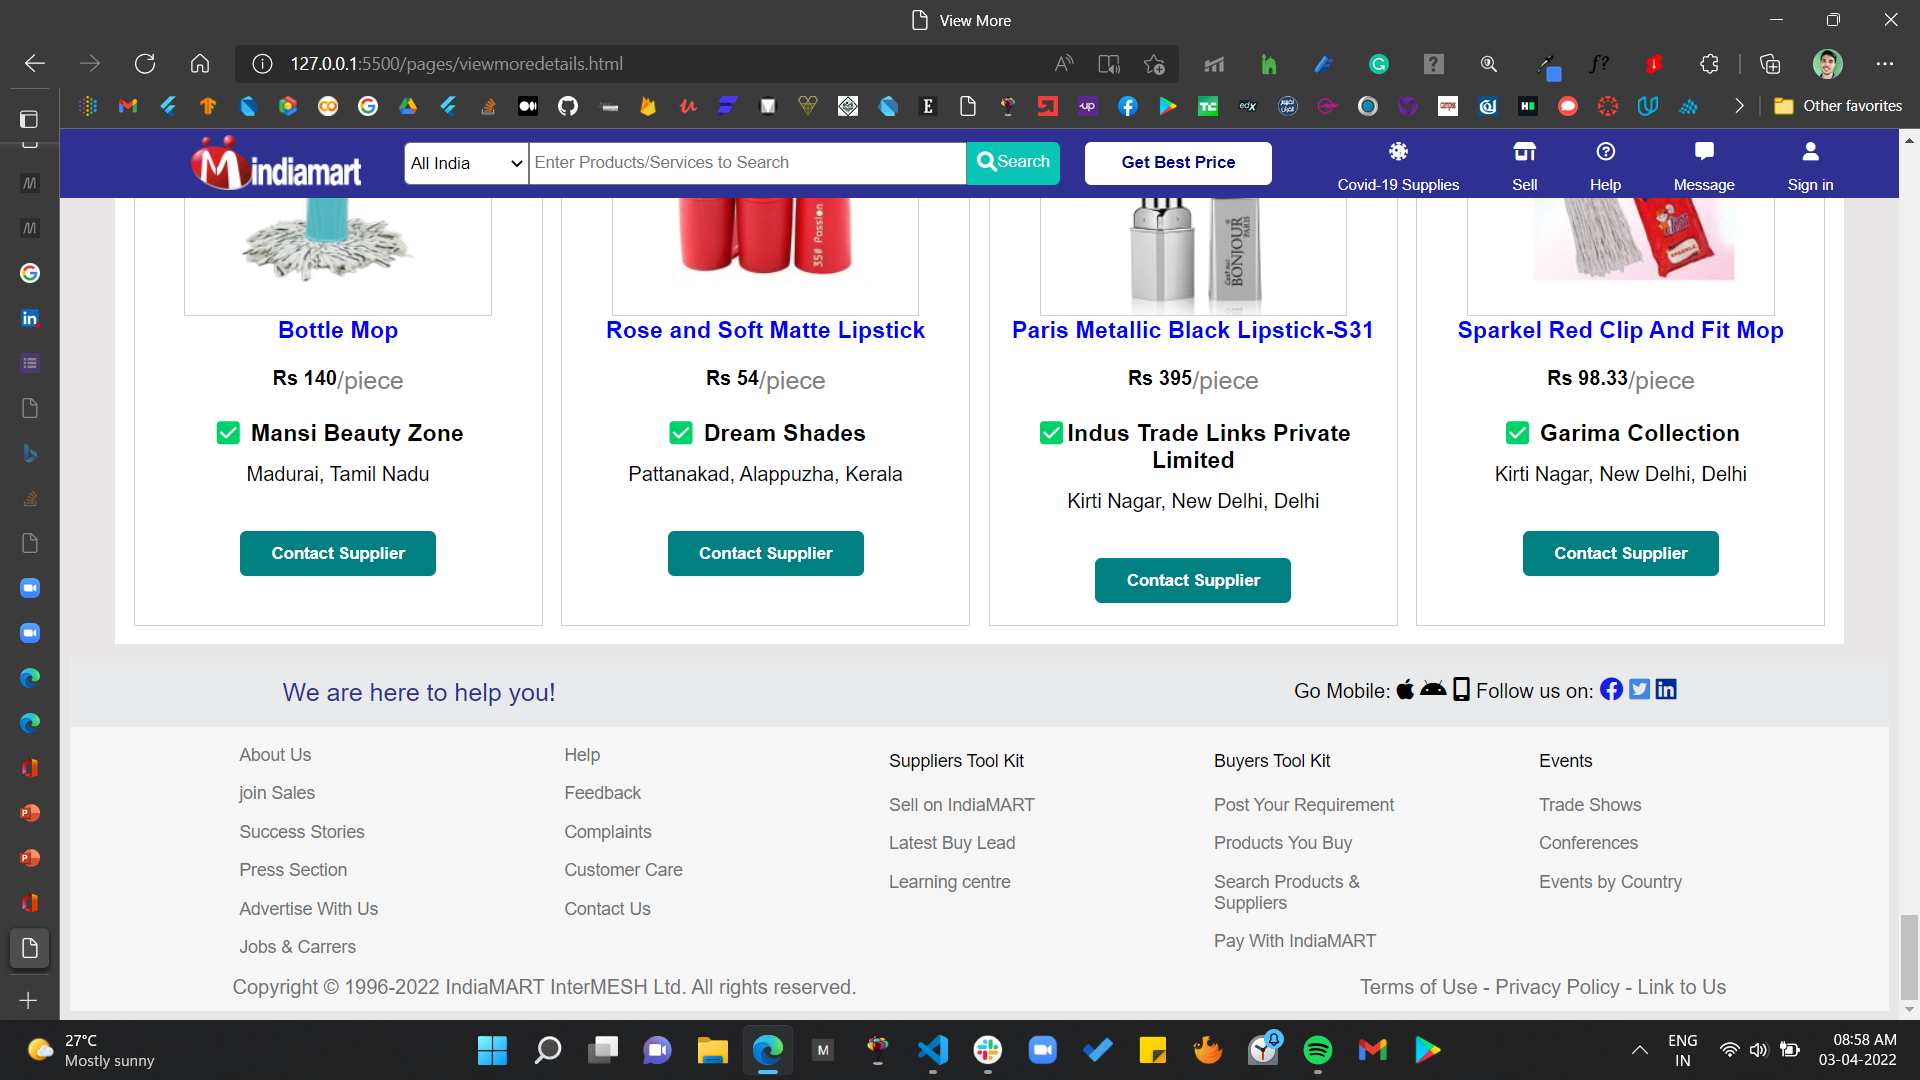 View More
127.0.0.1:5500/pages/viewmoredetails.html
Other favorites
indiamart
All India
Enter Products/Services to Search
Search
Get Best Price
Covid-19 Supplies
Sell
Help
Message
Sign in
35# Passion
BONJOUR
PARIS
Bottle Mop
Rs 140/piece
Mansi Beauty Zone
Madurai, Tamil Nadu
Contact Supplier
Rose and Soft Matte Lipstick
Rs 54/piece
Dream Shades
Pattanakad, Alappuzha, Kerala
Contact Supplier
Paris Metallic Black Lipstick-S31
Rs 395/piece
Indus Trade Links Private
Limited
Kirti Nagar, New Delhi, Delhi
Contact Supplier
Sparkel Red Clip And Fit Mop
Rs 98.33/piece
Garima Collection
Kirti Nagar, New Delhi, Delhi
Contact Supplier
We are here to help you!
Go Mobile:
Follow us on:
About Us
join Sales
Success Stories
Press Section
Advertise With Us
Jobs & Carrers
Help
Feedback
Complaints
Customer Care
Contact Us
Suppliers Tool Kit
Sell on IndiaMART
Latest Buy Lead
Learning centre
Buyers Tool Kit
Post Your Requirement
Products You Buy
Search Products &
Suppliers
Pay With IndiaMART
Events
Trade Shows
Conferences
Events by Country
Copyright © 1996-2022 IndiaMART InterMESH Ltd. All rights reserved.
Terms of Use - Privacy Policy - Link to Us
27°C
Mostly sunny
ENG
IN
08:58 AM
03-04-2022